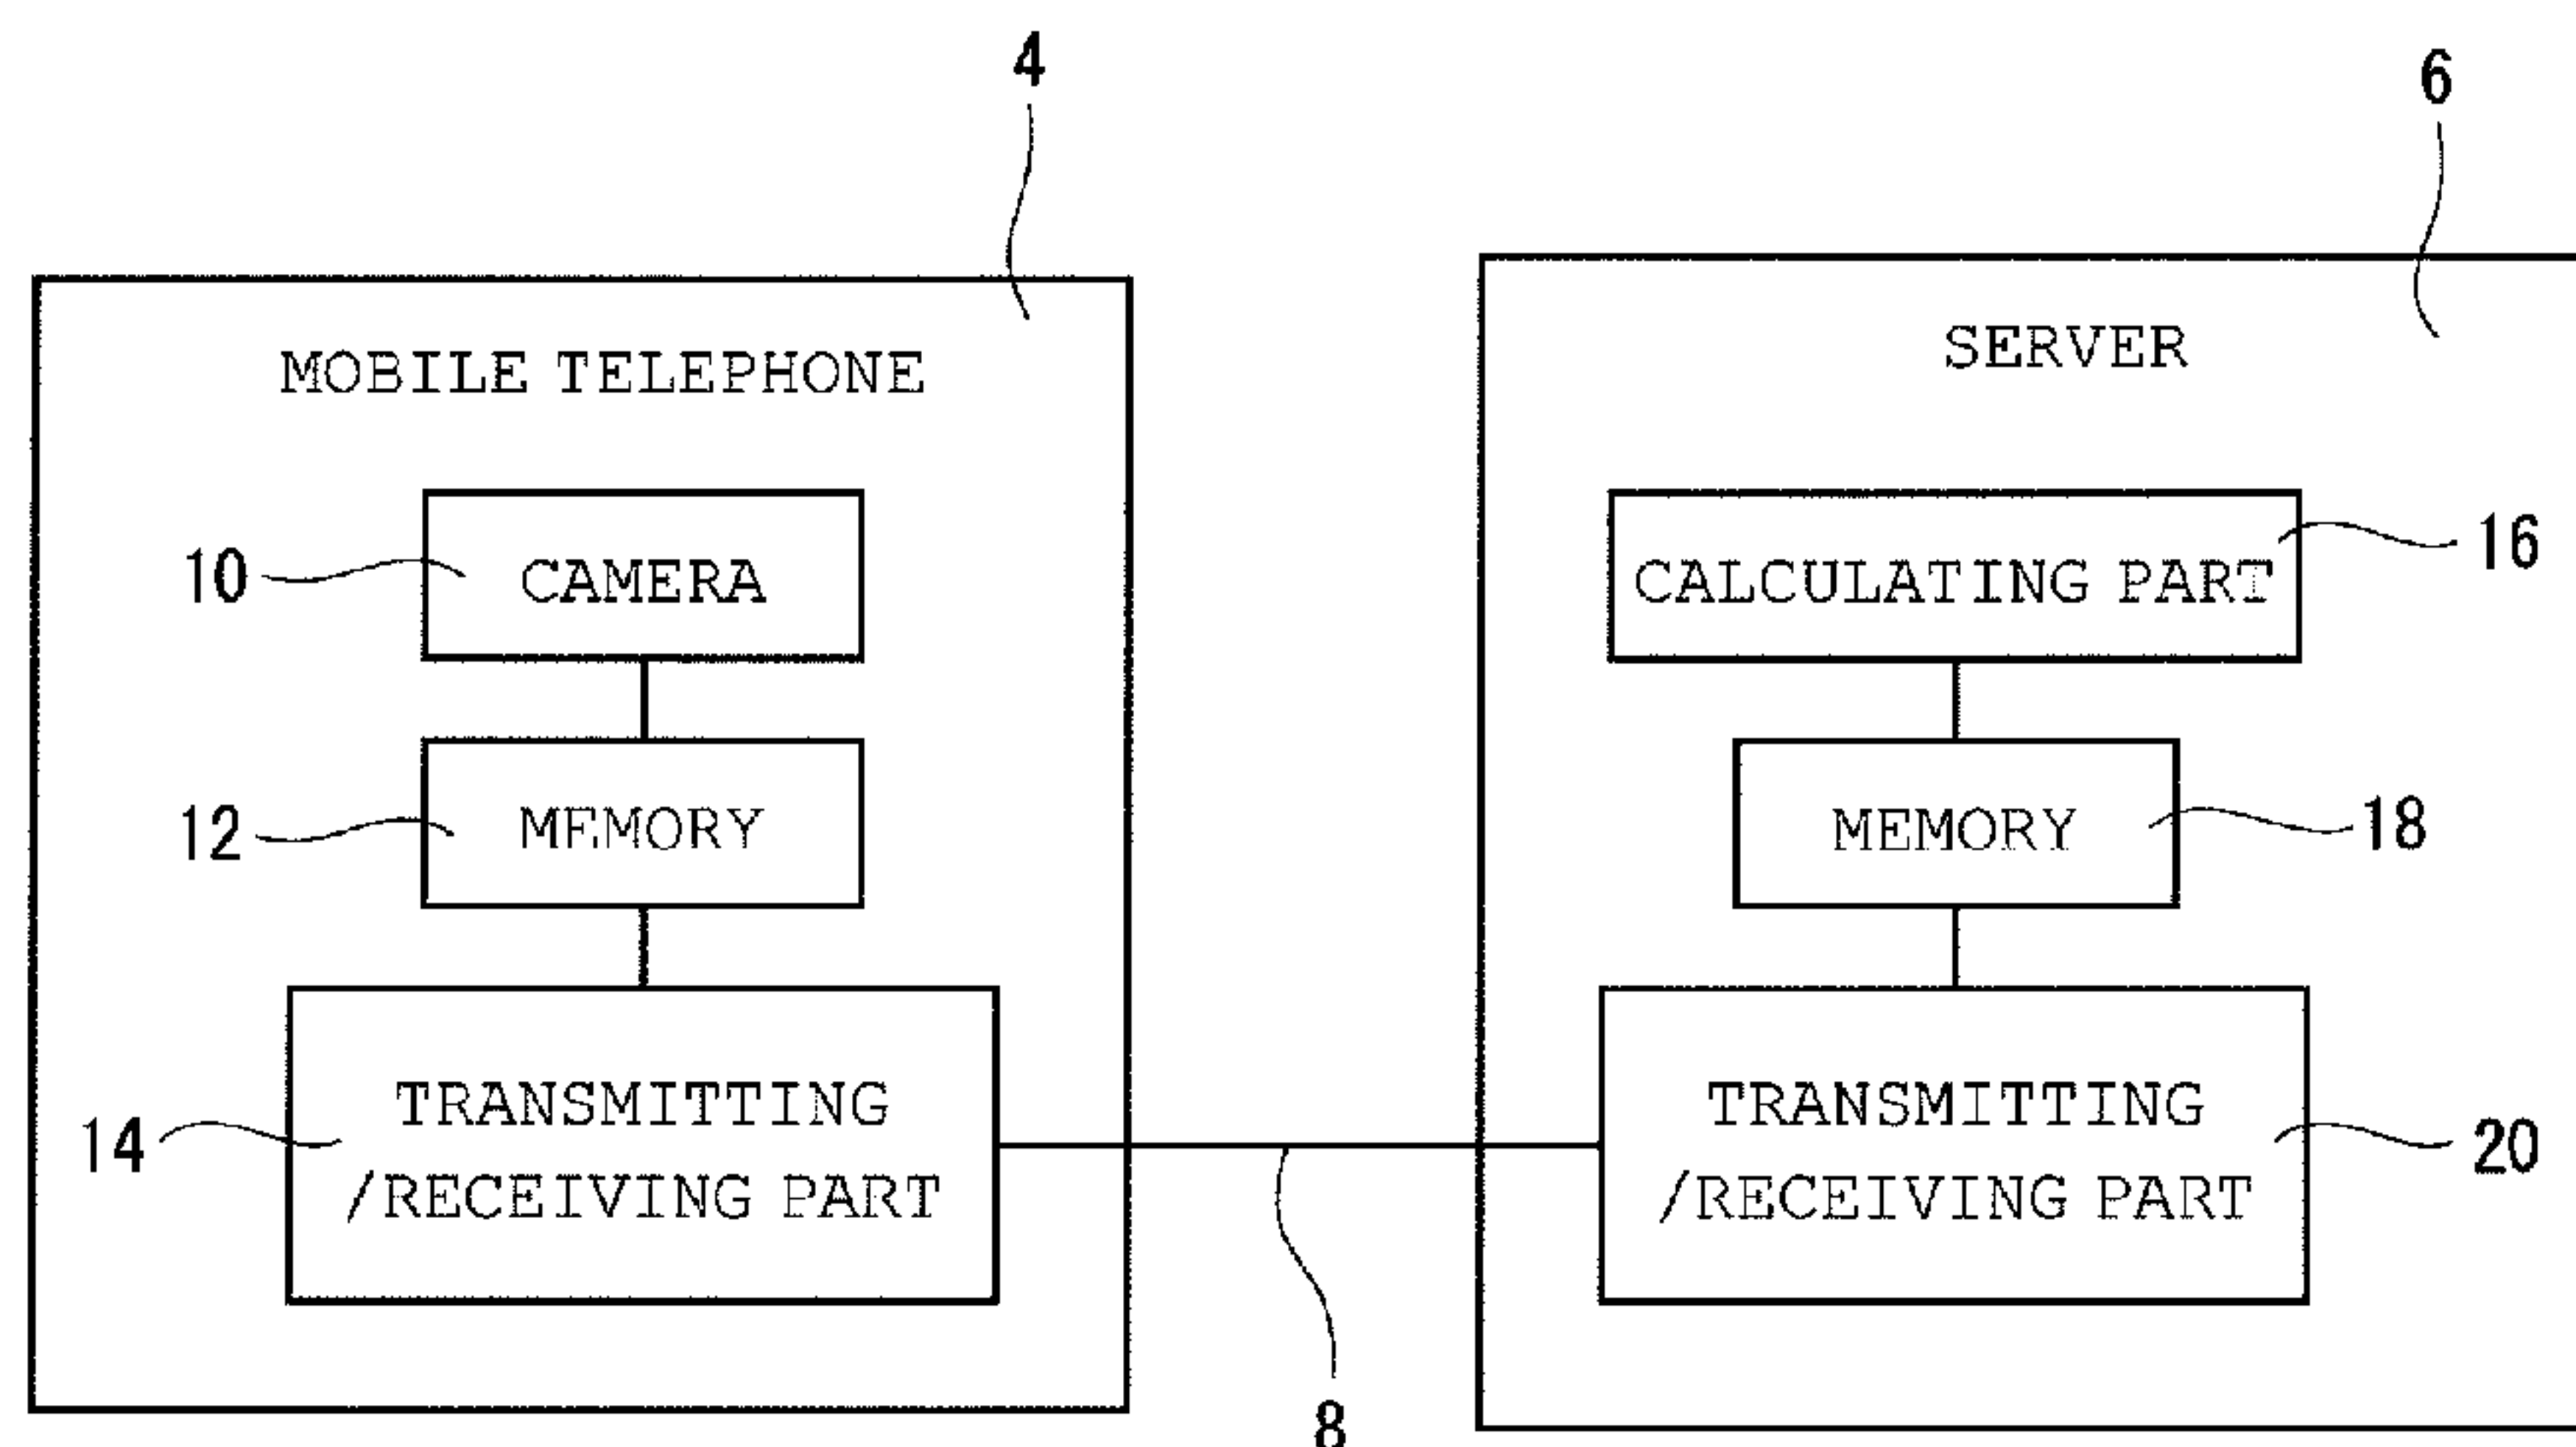 4
6
MOBILE TELEPHONE
SERVER
10
CAMERA
CALCULATING PART
16
12
MEMORY
MEMORY
18
14
TRANSMITTING
/RECEIVING PART
TRANSMITTING
/RECEIVING PART
20
8